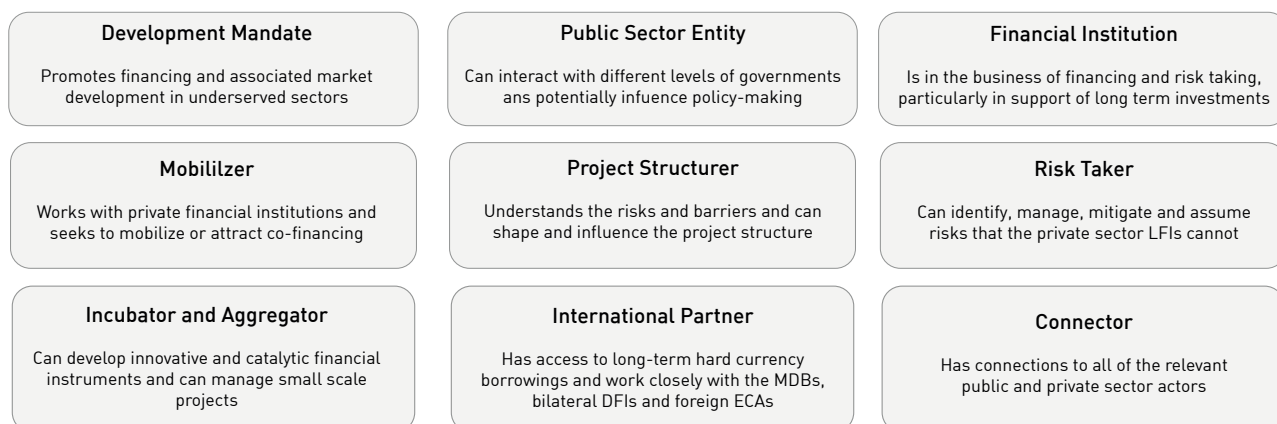 Development Mandate
Promotes financing and associated market
development in underserved sectors
Public Sector Entity
Can interact with different levels of governments
ans potentially infuence policy-making
Financial Institution
Is in the business of financing and risk taking,
particularly in support of long term investments
Mobililzer
Works with private financial institutions and
seeks to mobilize or attract co-financing
Project Structurer
Understands the risks and barriers and can
shape and influence the project structure
Risk Taker
Can identify, manage, mitigate and assume
risks that the private sector LFIs cannot
Incubator and Aggregator
Can develop innovative and catalytic financial
instruments and can manage small scale
projects
International Partner
Has access to long-term hard currency
borrowings and work closely with the MDBs,
bilateral DFIs and foreign ECAs
Connector
Has connections to all of the relevant
public and private sector actors